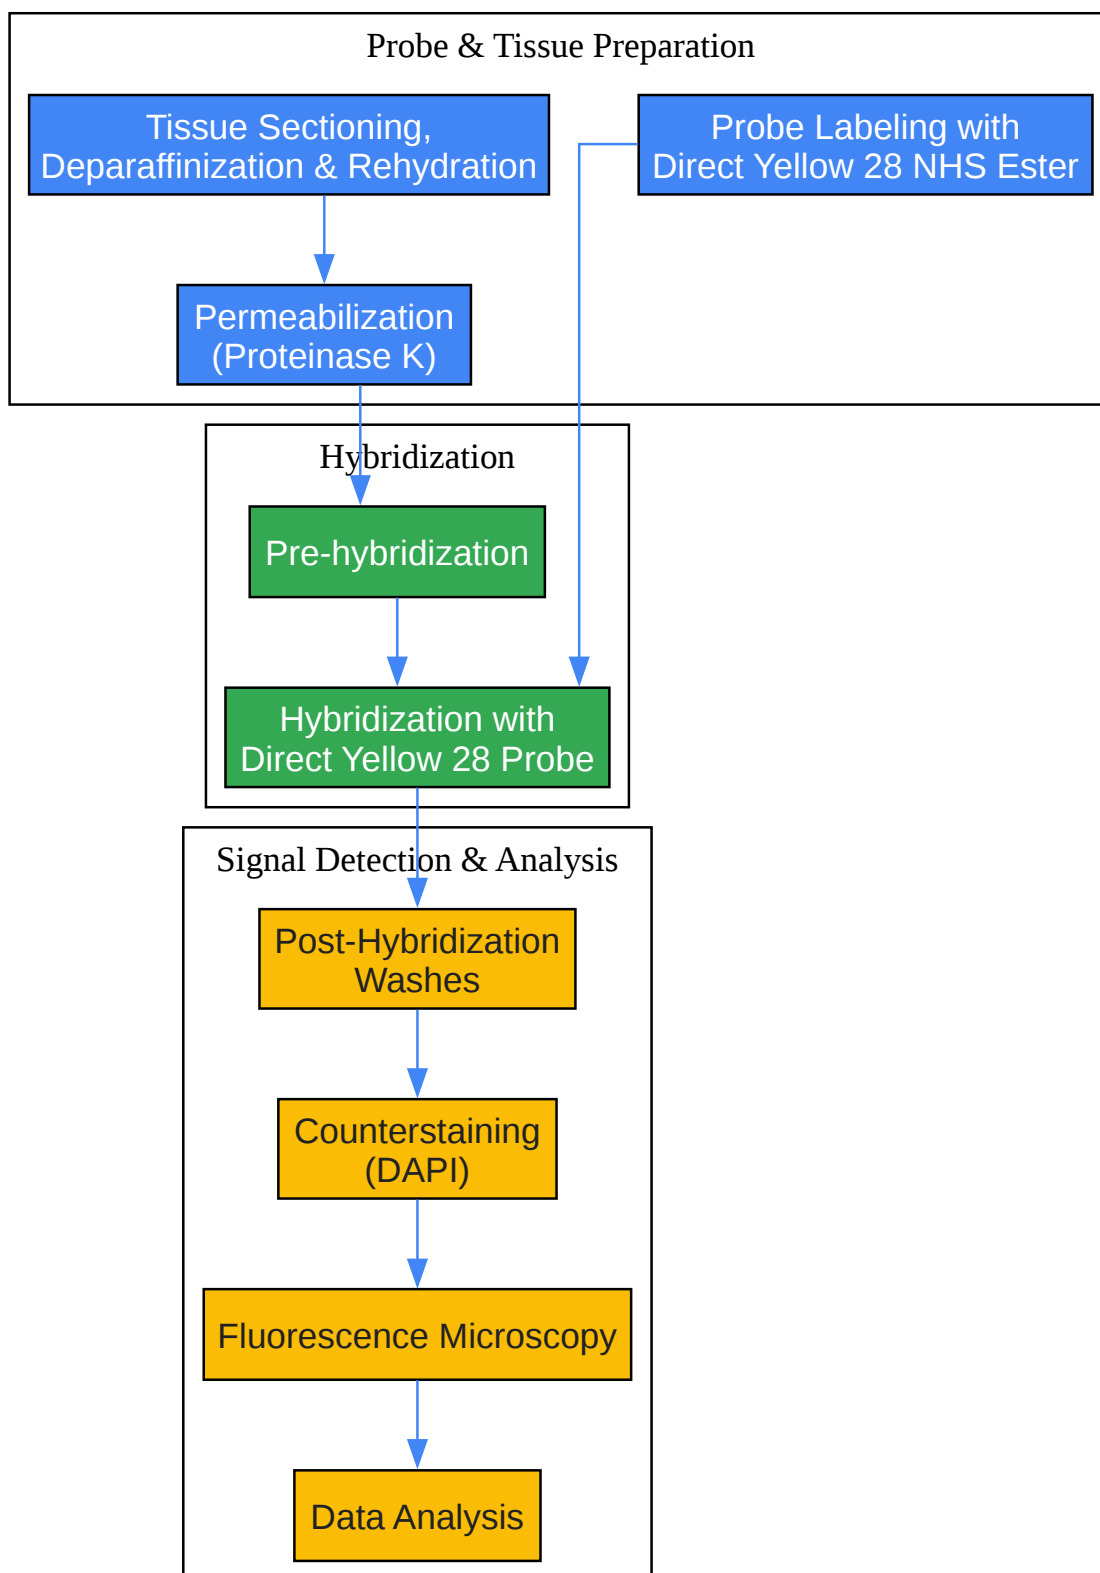 Probe & Tissue Preparation
Tissue Sectioning,
Deparaffinization & Rehydration
Probe Labeling with
Direct Yellow 28 NHS Ester
Permeabilization
(Proteinase K)
Hybridization
Pre-hybridization
Hybridization with
Direct Yellow 28 Probe
Signal Detection & Analysis
Post-Hybridization
Washes
Counterstaining
(DAPI)
Fluorescence Microscopy
Data Analysis